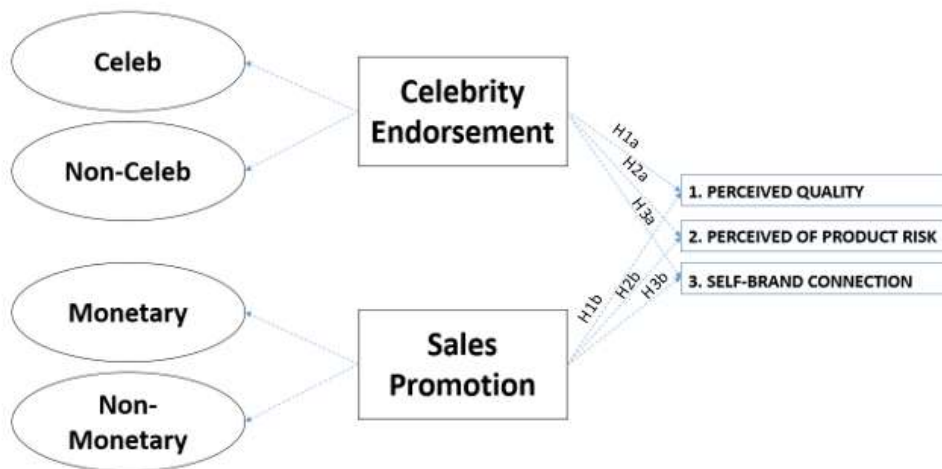 Celeb
Non-Celeb
Celebrity
Endorsement
H1a
H2a
H3a
1. PERCEIVED QUALITY
2. PERCEIVED OF PRODUCT RISK
3. SELF-BRAND CONNECTION
H1b
H2b
H3b
Monetary
Non-
Monetary
Sales
Promotion